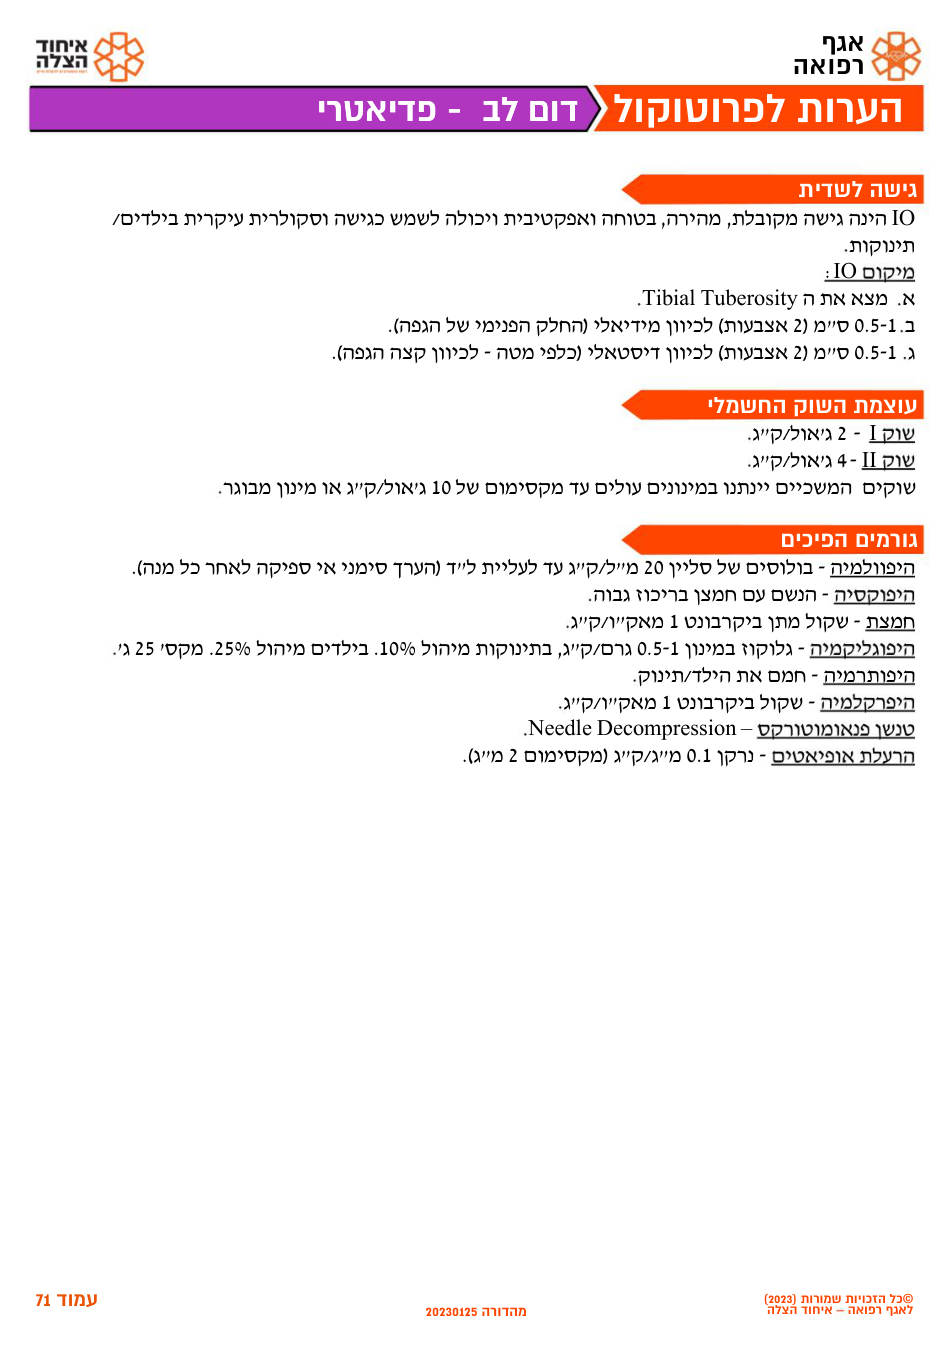 איחוד
הצלה
אגף
רפואה
הערות לפרוטוקול
דום לב - פדיאטרי
גישה לשדית
IO הינה גישה מקובלת, מהירה, בטוחה ואפקטיבית ויכולה לשמש כגישה וסקולרית עיקרית בילדים/
תינוקות.
מיקום IO :
א. מצא את ה Tibial Tuberosity.
ב. 0.5-1 ס״מ (2 אצבעות) לכיוון מידיאלי (החלק הפנימי של הגפה).
ג. 0.5-1 ס״מ (2 אצבעות) לכיוון דיסטאלי (כלפי מטה - לכיוון קצה הגפה).
עוצמת השוק החשמלי
שוק I - 2 ג׳אול/ק״ג.
שוק II - 4 ג׳אול/ק״ג.
שוקים המשכיים יינתנו במינונים עולים עד מקסימום של 10 ג׳אול/ק״ג או מינון מבוגר.
גורמים הפיכים
היפוולמיה - בולוסים של סליין 20 מ״ל/ק״ג עד לעליית ל״ד (הערך סימני אי ספיקה לאחר כל מנה).
היפוקסיה - הנשם עם חמצן בריכוז גבוה.
חמצת - שקול מתן ביקרבונט 1 מאק״ו/ק״ג.
היפוגליקמיה - גלוקוז במינון 0.5-1 גרם/ק״ג, בתינוקות מיהול 10%. בילדים מיהול 25%. מקס׳ 25 ג׳.
היפותרמיה - חמם את הילד/תינוק.
היפרקלמיה - שקול ביקרבונט 1 מאק״ו/ק״ג.
טנשן פנאומוטורקס – Needle Decompression.
הרעלת אופיאטים - נרקן 0.1 מ״ג/ק״ג (מקסימום 2 מ״ג).
©כל הזכויות שמורות (2023)
לאגף רפואה – איחוד הצלה
מהדורה 20230125
עמוד 71